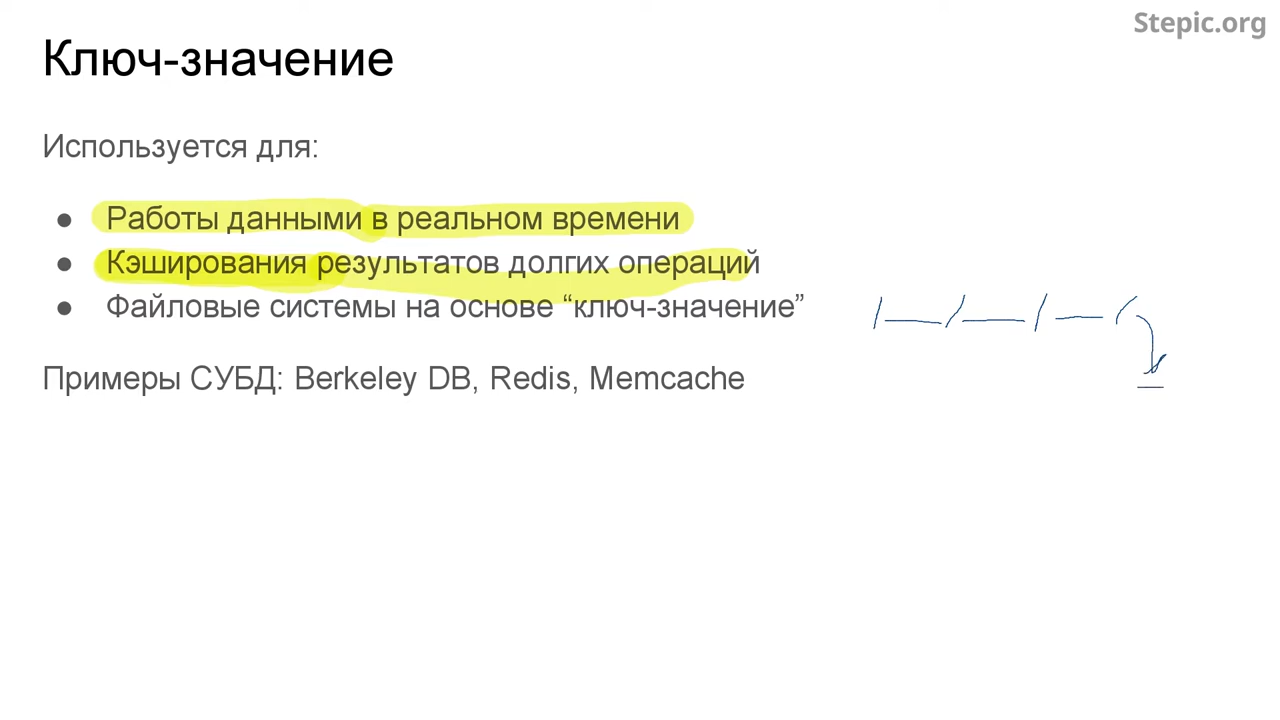 Stepic.org
Ключ-значение
Используется для:
● Работы данными в реальном времени
● Кэширования результатов долгих операций
● Файловые системы на основе “ключ-значение”
Примеры СУБД: Berkeley DB, Redis, Memcache